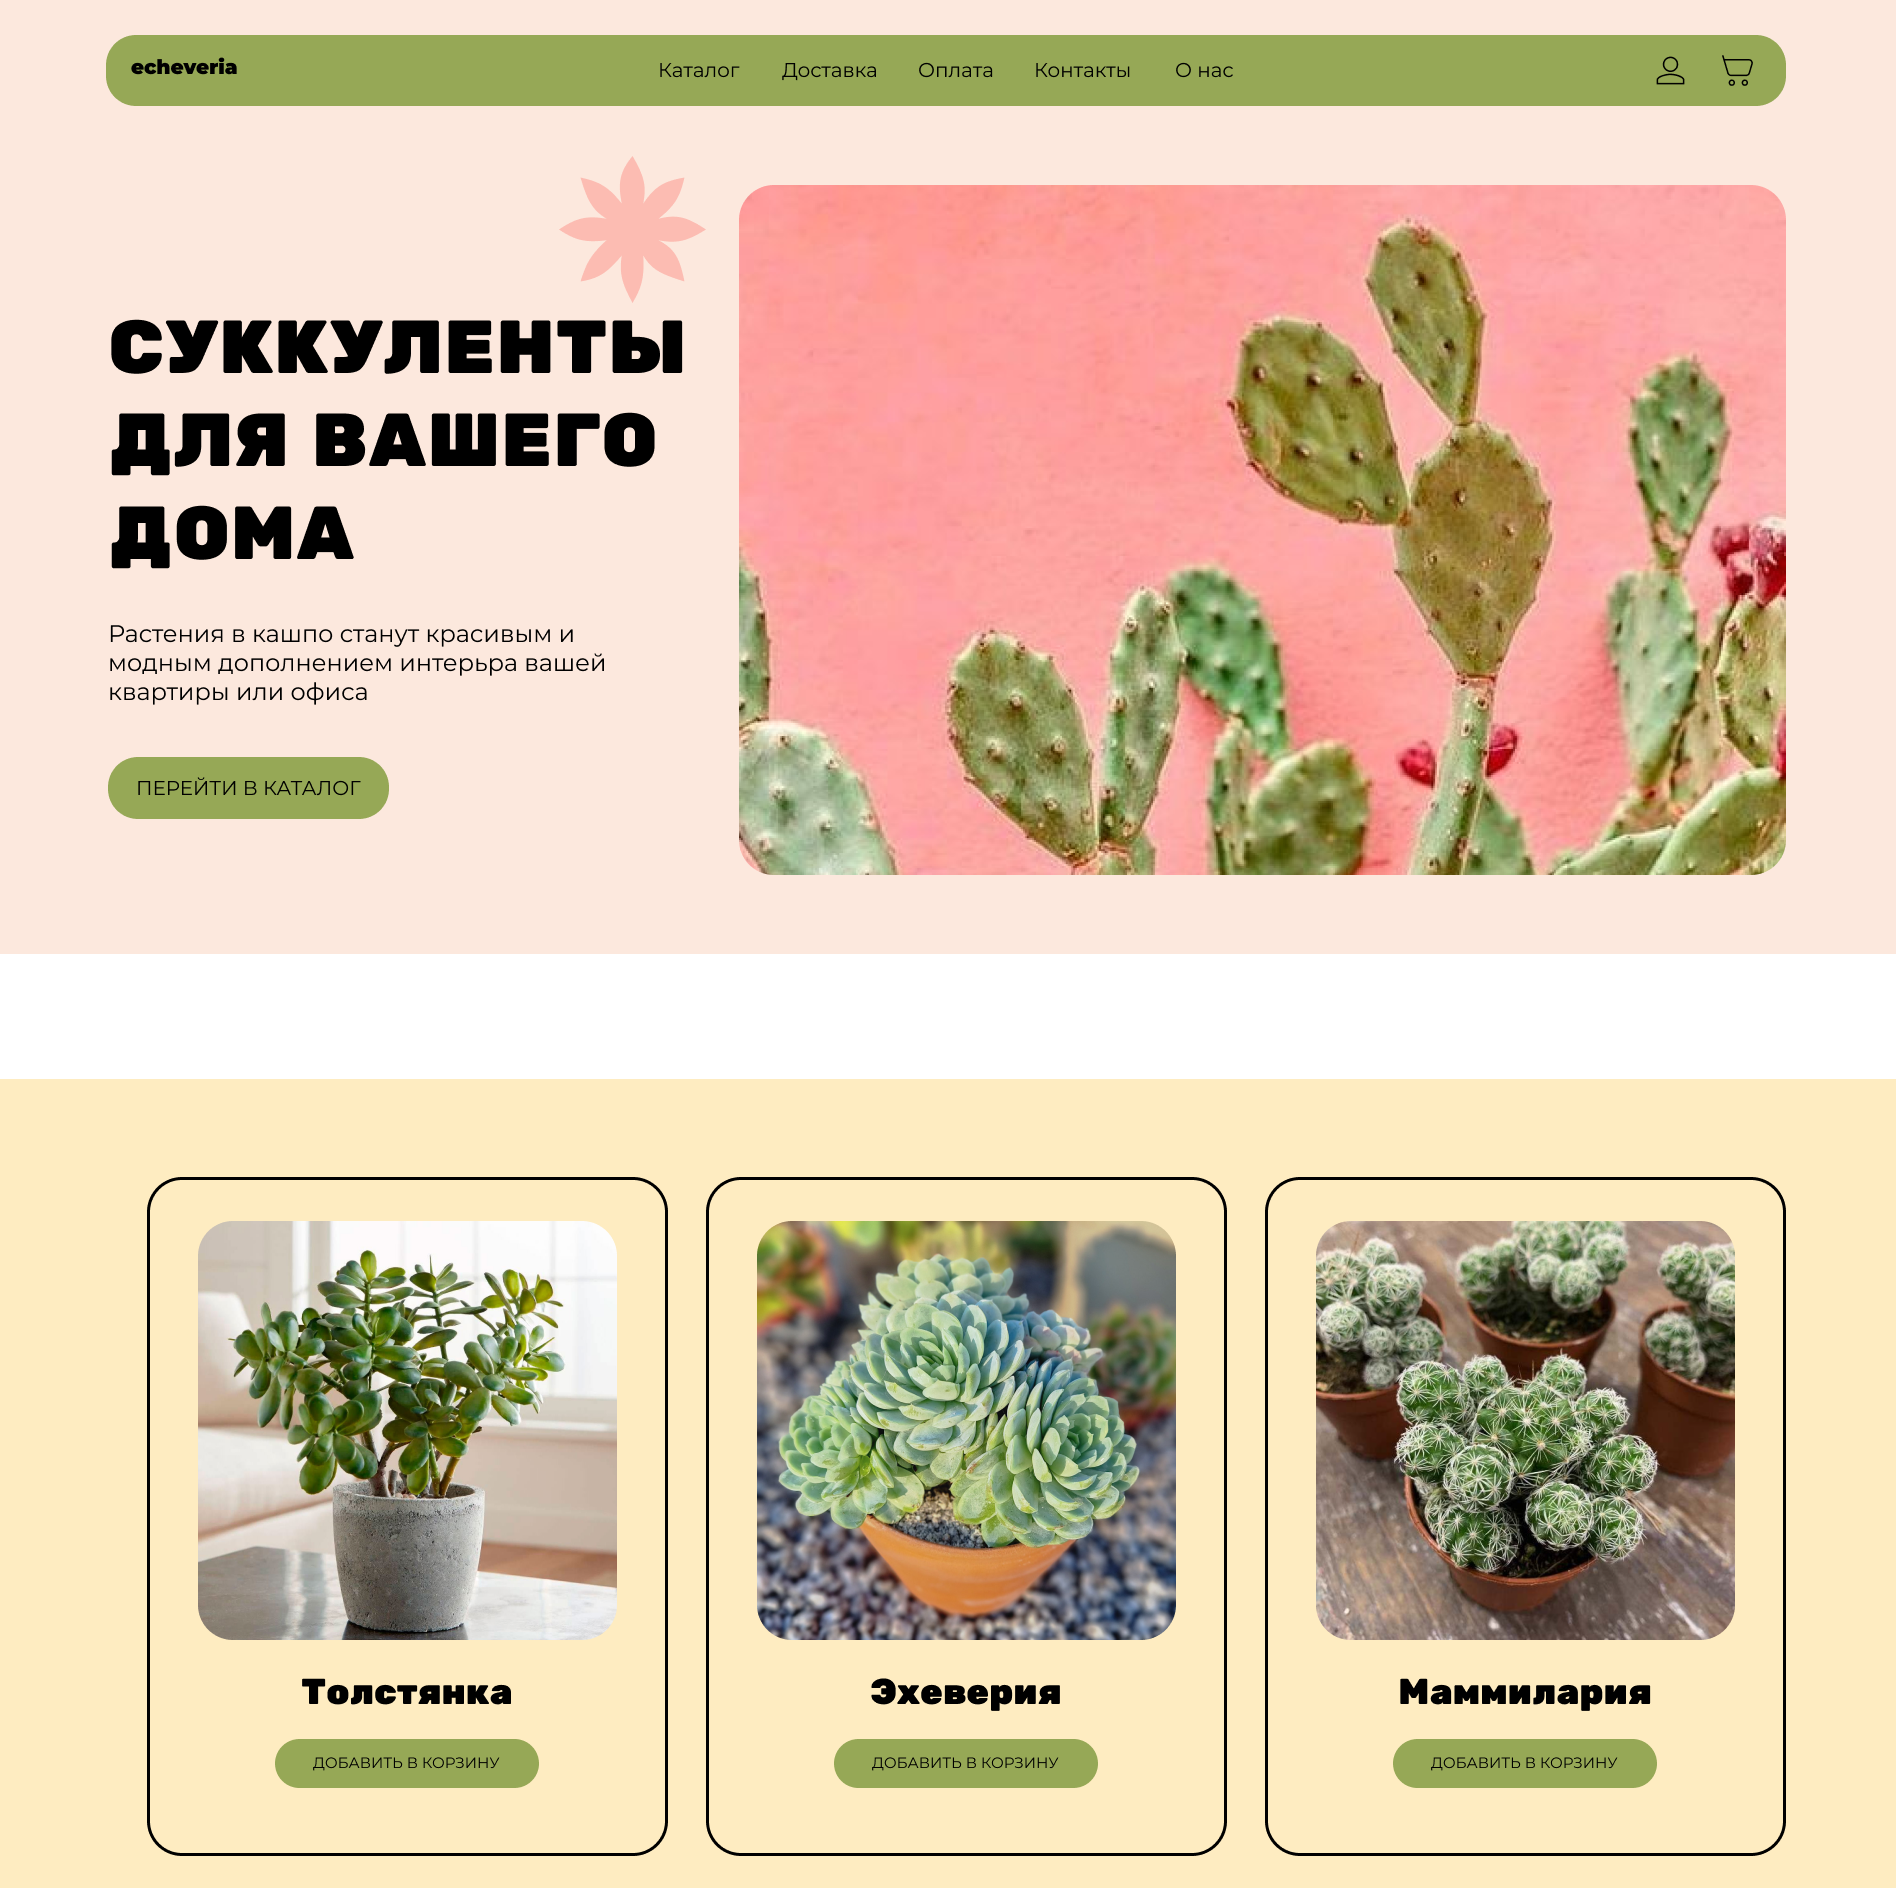 echeveria
Каталог Доставка Оплата Контакты О нас
СУККУЛЕНТЫ
ДЛЯ ВАШЕГО
ДОМА
Растения в кашпо станут красивым и
модным дополнением интерьра вашей
квартиры или офиса
ПЕРЕЙТИ В КАТАЛОГ
Толстянка Эхеверия Маммилария
ДОБАВИТЬ В КОРЗИНУ ДОБАВИТЬ В КОРЗИНУ ДОБАВИТЬ В КОРЗИНУ